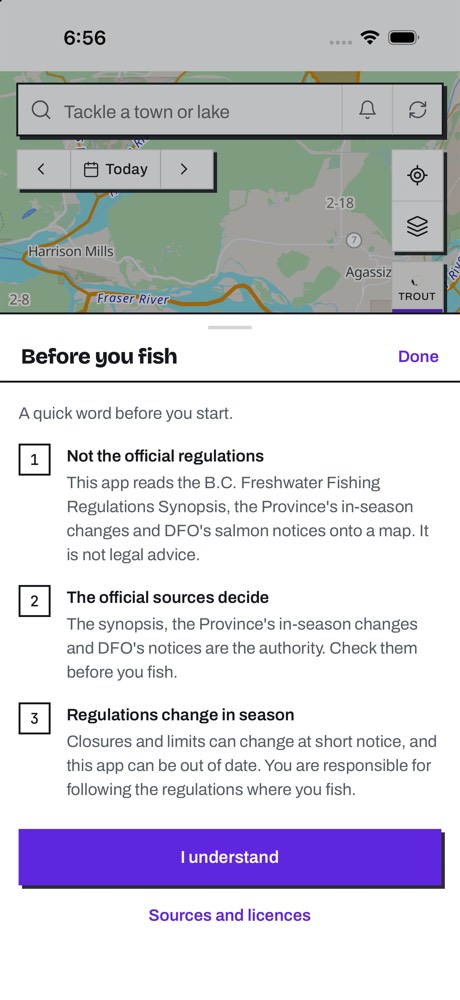 6:56
Tackle a town or lake
Today
2-18
7
Harrison Mills
Agassiz
2-8
Fraser River
TROUT
Before you fish
Done
A quick word before you start.
1
Not the official regulations
This app reads the B.C. Freshwater Fishing
Regulations Synopsis, the Province's in-season
changes and DFO's salmon notices onto a map. It
is not legal advice.
2
The official sources decide
The synopsis, the Province's in-season changes
and DFO's notices are the authority. Check them
before you fish.
3
Regulations change in season
Closures and limits can change at short notice, and
this app can be out of date. You are responsible for
following the regulations where you fish.
I understand
Sources and licences